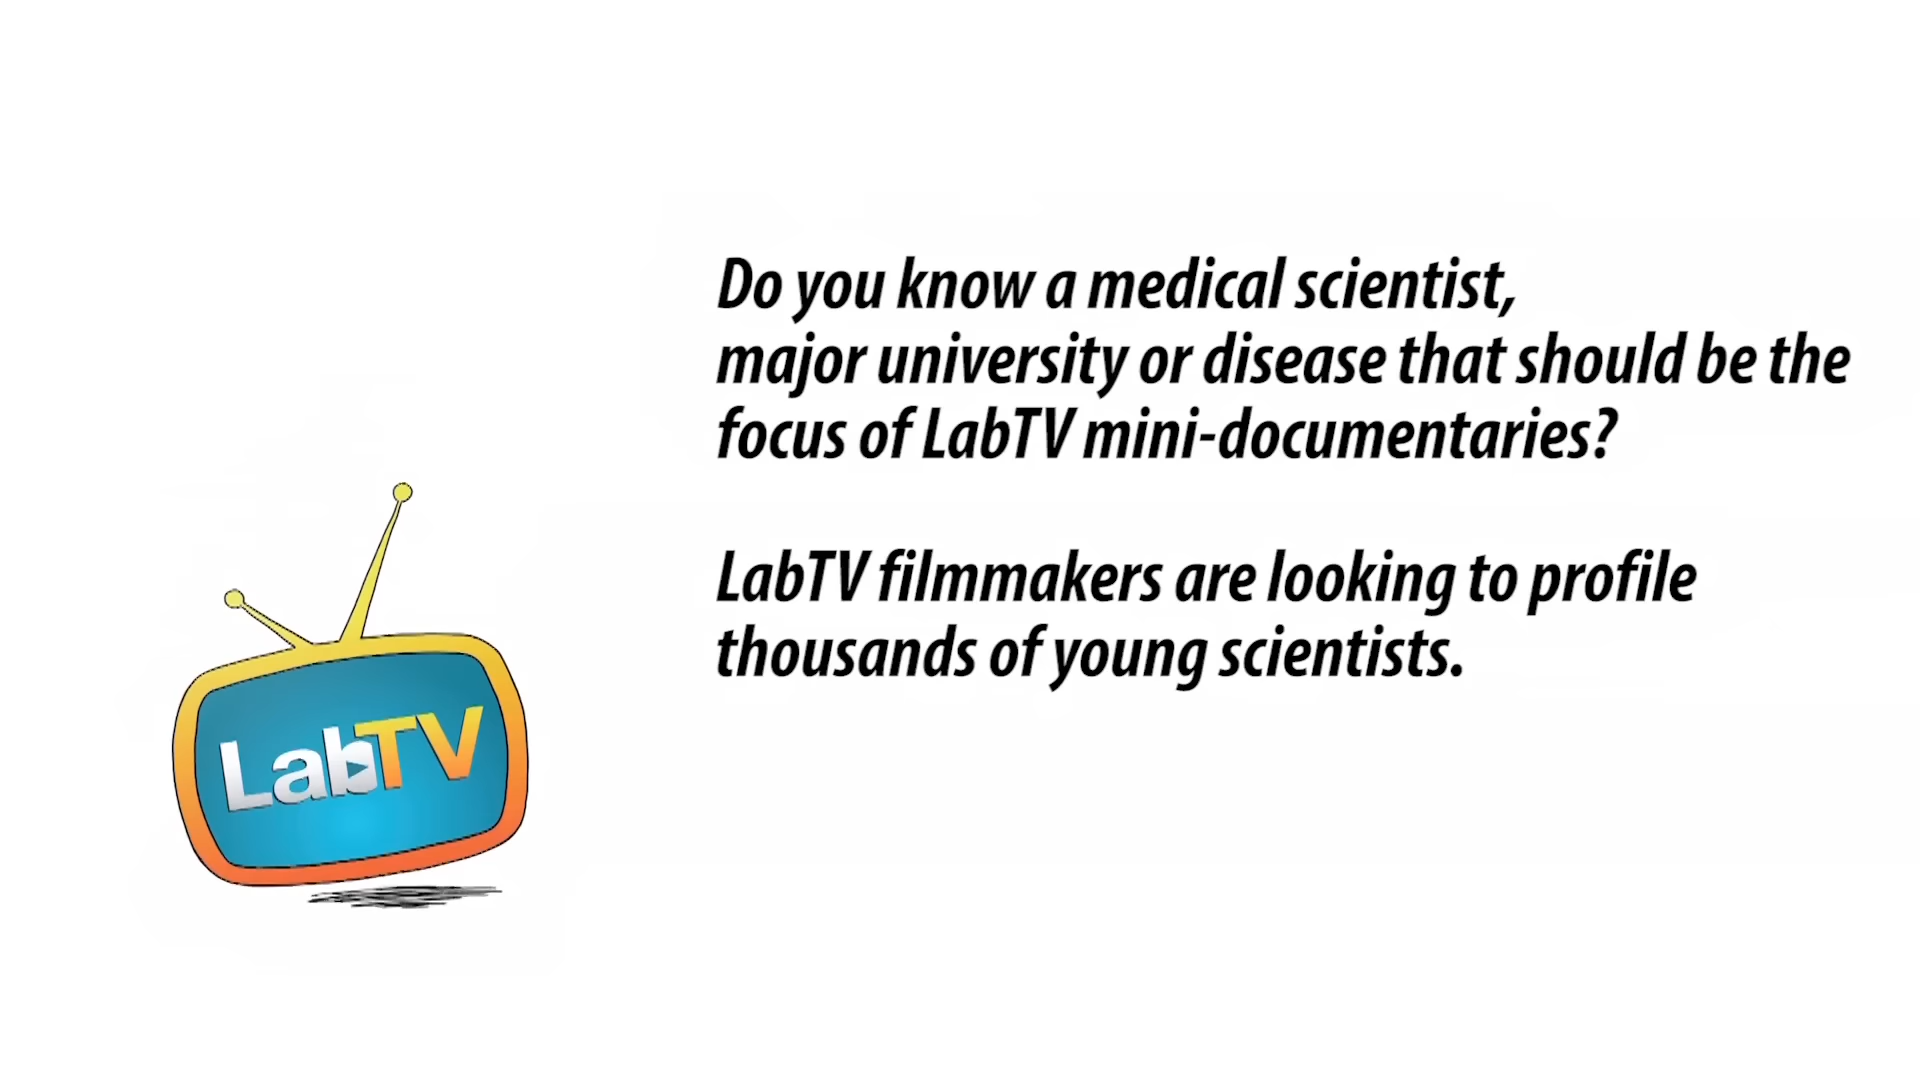 Do you know a medical scientist,
major university or disease that should be the
focus of LabTV mini-documentaries?
LabTV filmmakers are looking to profile
thousands of young scientists.
LabTV